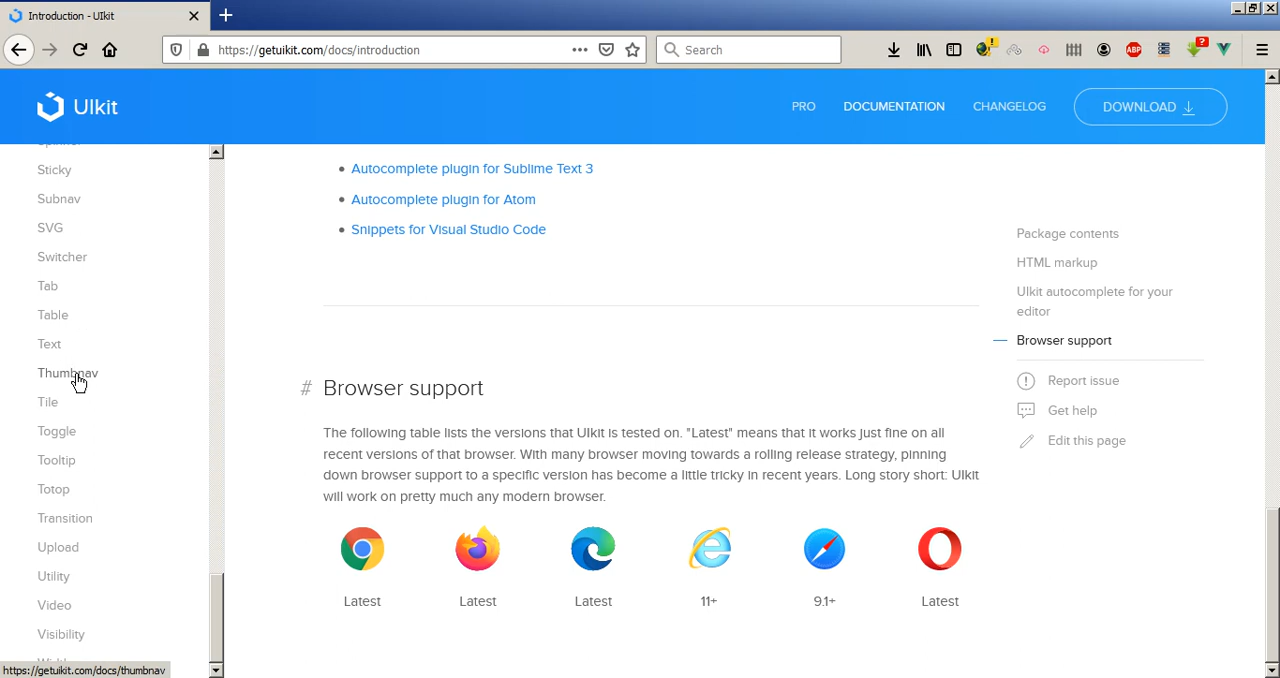 Introduction - UIkit
https://getuikit.com/docs/introduction
Search
UIkit
PRO
DOCUMENTATION
CHANGELOG
DOWNLOAD
Sticky
Subnav
SVG
Switcher
Tab
Table
Text
Thumbnav
Tile
Toggle
Tooltip
Totop
Transition
Upload
Utility
Video
Visibility
Width
https://getuikit.com/docs/thumbnav
Autocomplete plugin for Sublime Text 3
Autocomplete plugin for Atom
Snippets for Visual Studio Code
# Browser support
The following table lists the versions that UIkit is tested on. "Latest" means that it works just fine on all
recent versions of that browser. With many browser moving towards a rolling release strategy, pinning
down browser support to a specific version has become a little tricky in recent years. Long story short: UIkit
will work on pretty much any modern browser.
Latest
Latest
Latest
11+
9.1+
Latest
Package contents
HTML markup
UIkit autocomplete for your
editor
Browser support
Report issue
Get help
Edit this page
ABP